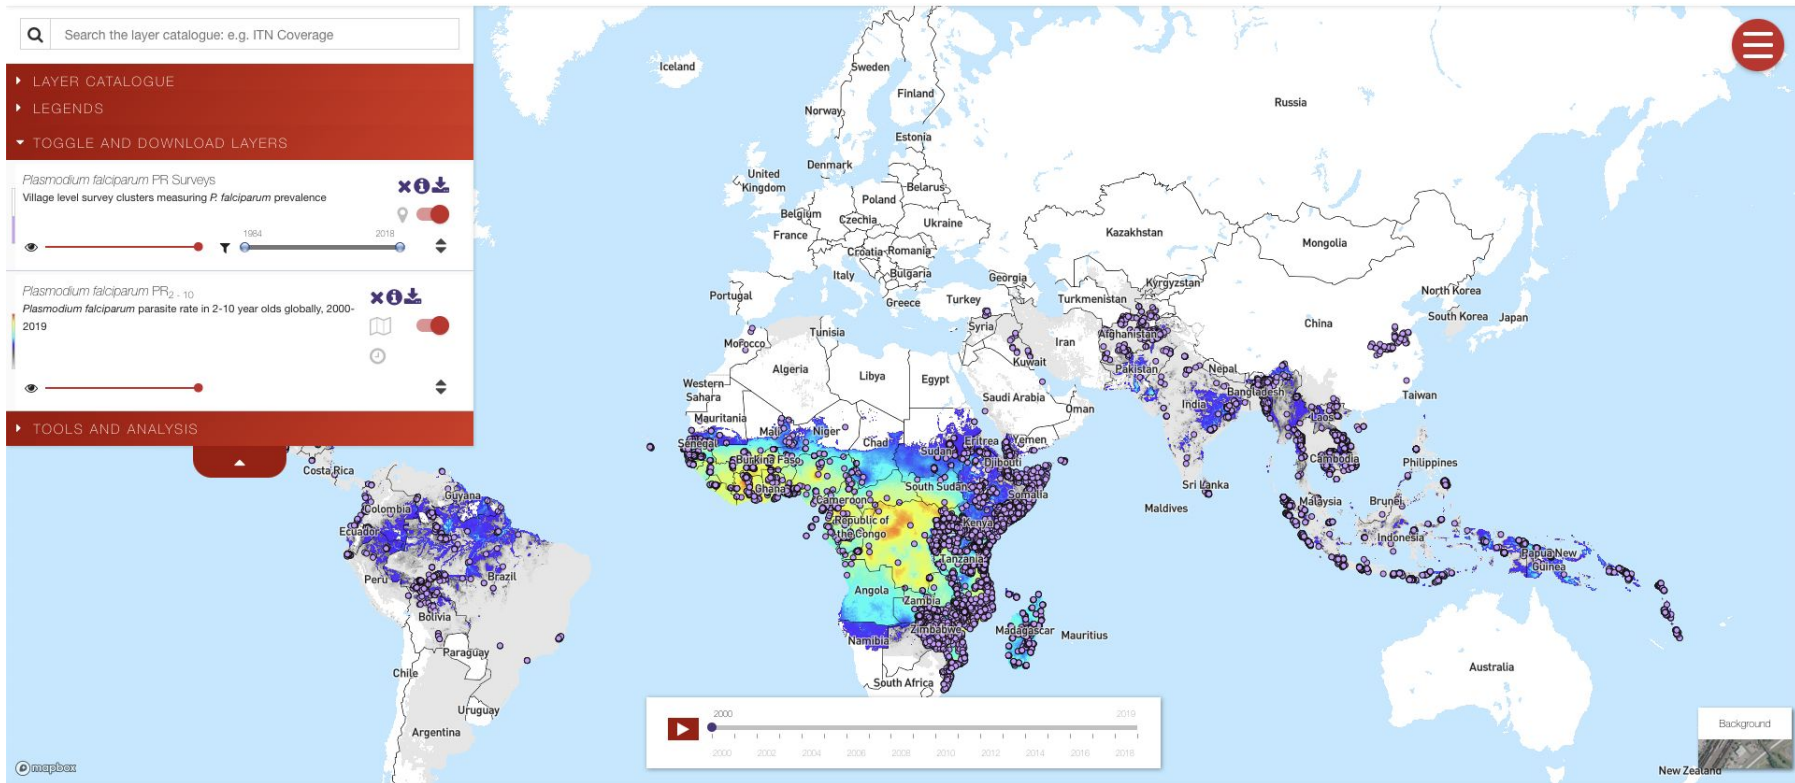 Search the layer catalogue: e.g. ITN Coverage
LAYER CATALOGUE
LEGENDS
TOGGLE AND DOWNLOAD LAYERS
Plasmodium falciparum PR Surveys
Village level survey clusters measuring P. falciparum prevalence
1984
2018
Plasmodium falciparum PR2 - 10
Plasmodium falciparum parasite rate in 2-10 year olds globally, 2000-
2019
TOOLS AND ANALYSIS
Iceland
Sweden
Finland
Norway
Russia
Estonia
Denmark
United
Kingdom
Belarus
Poland
Belgium
Czechia
Ukraine
France
Kazakhstan
Mongolia
Croatia
Romania
Italy
Bulgaria
Georgia
Kyrgyzstan
Portugal
Greece
Turkey
Turkmenistan
North Korea
South Korea
Japan
China
Tunisia
Syria
Afghanistan
Morocco
Iran
Kuwait
Algeria
Libya
Egypt
Pakistan
Nepal
Western
Sahara
Saudi Arabia
Bangladesh
Taiwan
India
Oman
Laos
Mauritania
Mali
Niger
Chad
Senegal
Sudan
Eritrea
Yemen
Burkina Faso
Djibouti
Cambodia
Philippines
Costa Rica
Ghana
South Sudan
Sri Lanka
Guyana
Cameroon
Somalia
Malaysia
Brunei
Colombia
Maldives
Ecuador
Republic of
the Congo
Kenya
Indonesia
Tanzania
Papua New
Guinea
Peru
Brazil
Angola
Zambia
Bolivia
Zimbabwe
Madagascar
Mauritius
Namibia
Paraguay
Chile
South Africa
Australia
Uruguay
Argentina
2000
2019
2000
2002
2004
2006
2008
2010
2012
2014
2016
2018
Background
mapbox
New Zealand